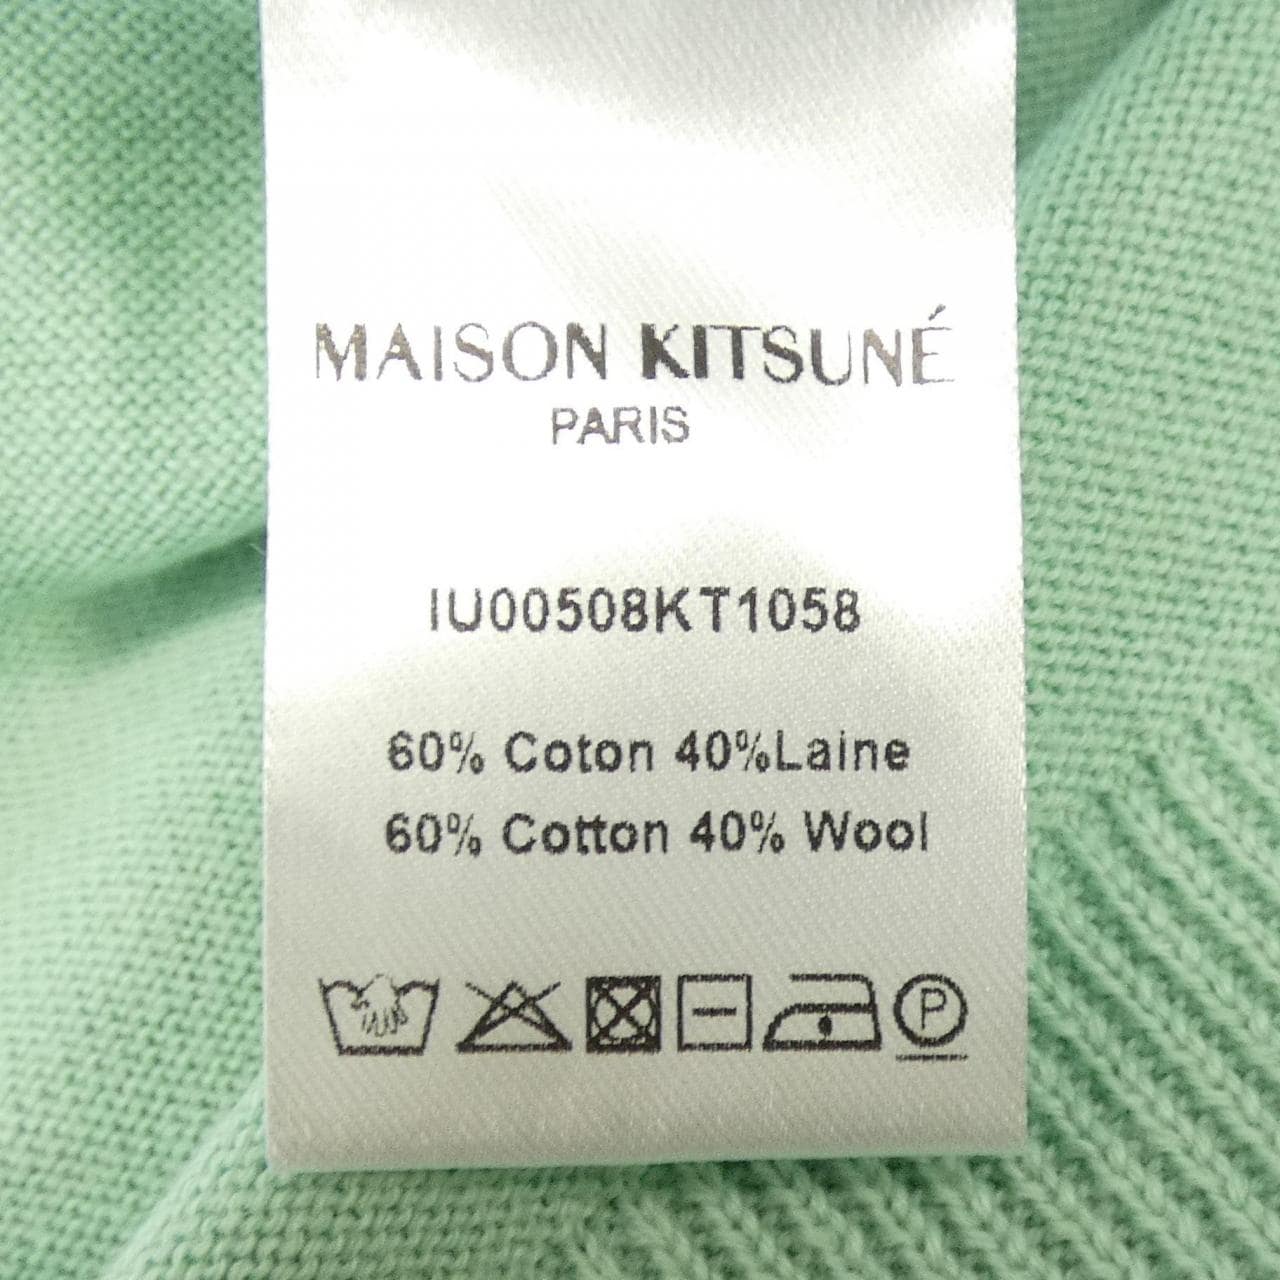 MAISON KITSUNÉ
PARIS
IU00508KT1058
60% Coton 40%Laine
60% Cotton 40% Wool
P